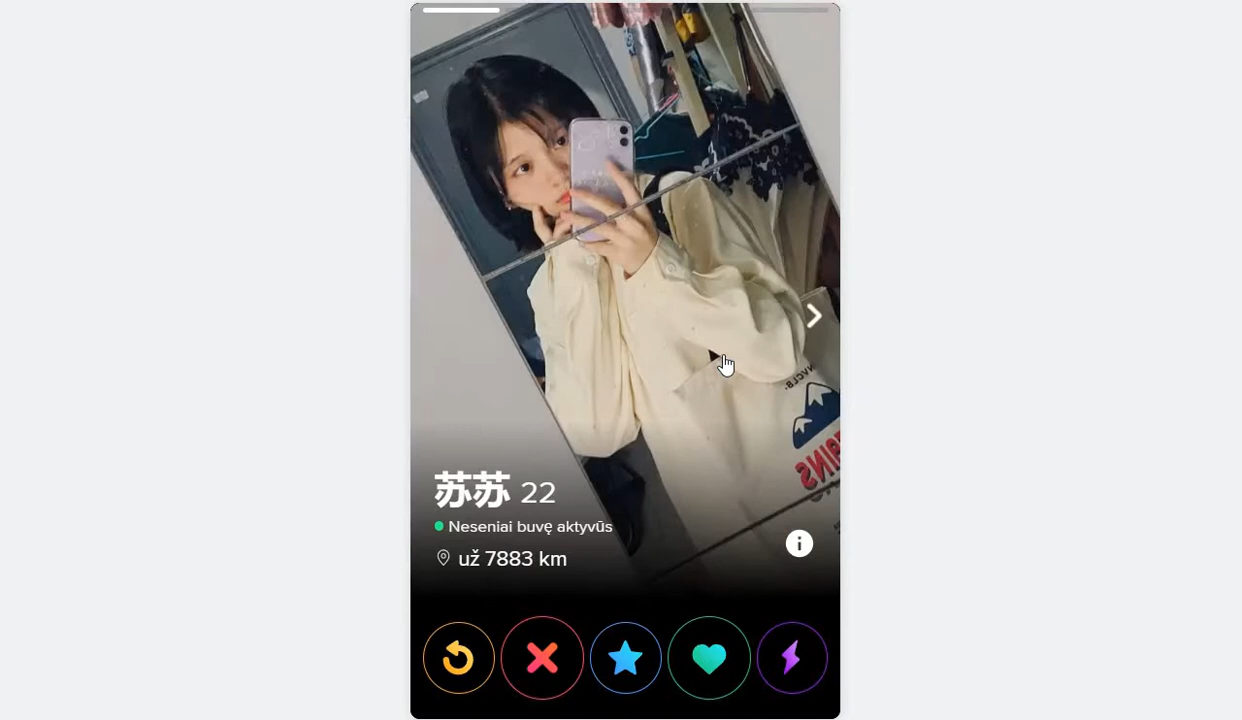 苏苏 22
Neseniai buvę aktyvūs
už 7883 km